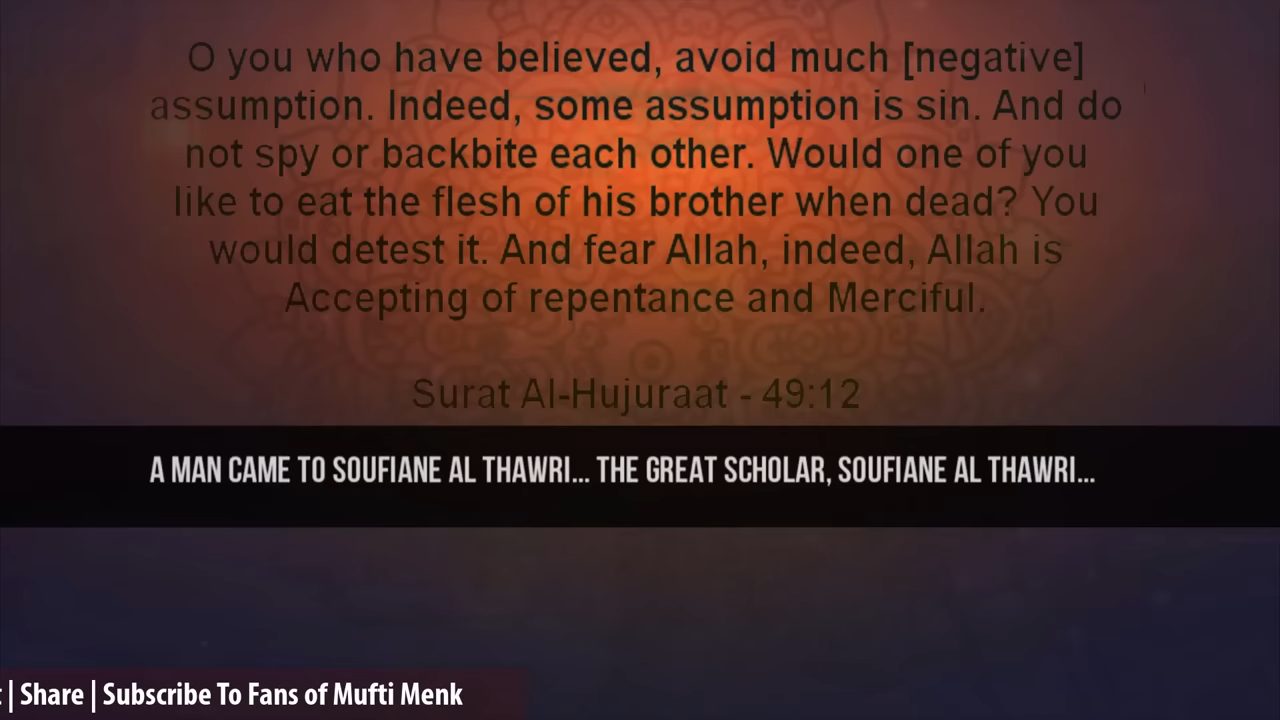 O you who have believed, avoid much [negative]
assumption. Indeed, some assumption is sin. And do
not spy or backbite each other. Would one of you
like to eat the flesh of his brother when dead? You
would detest it. And fear Allah, indeed, Allah is
Accepting of repentance and Merciful.
Surat Al-Hujuraat - 49:12
A MAN CAME TO SOUFIANE AL THAWRI... THE GREAT SCHOLAR, SOUFIANE AL THAWRI...
| Share | Subscribe To Fans of Mufti Menk